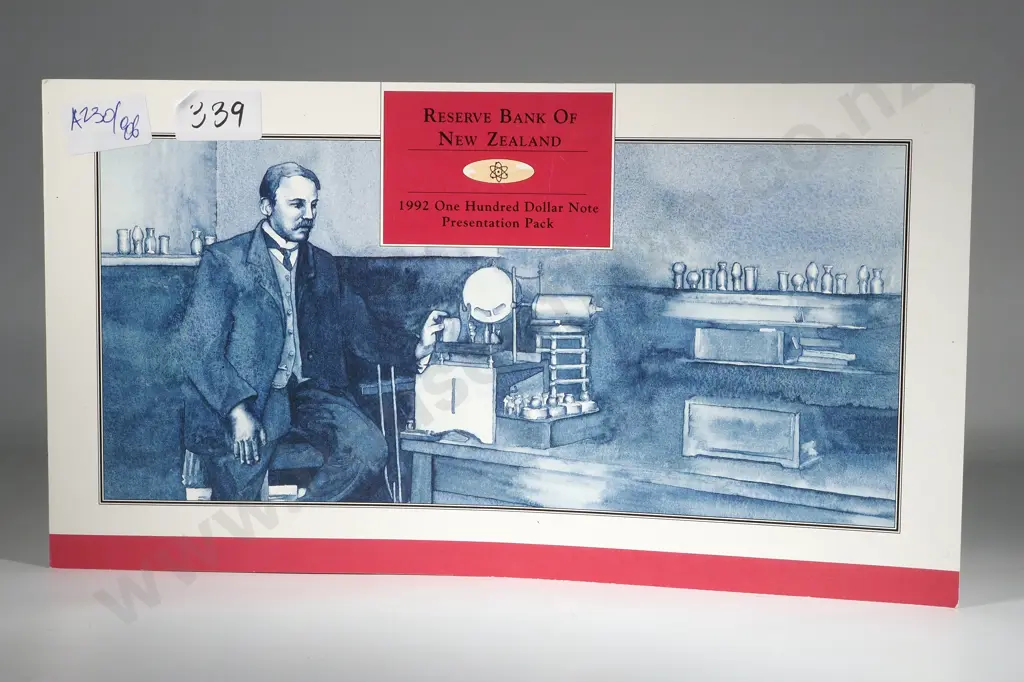 A230/86
339
RESERVE BANK OF
NEW ZEALAND
1992 One Hundred Dollar Note
Presentation Pack